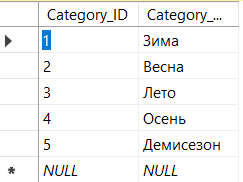 Category_ID Category_...
1 Зима
2 Весна
3 Лето
4 Осень
5 Демисезон
NULL NULL